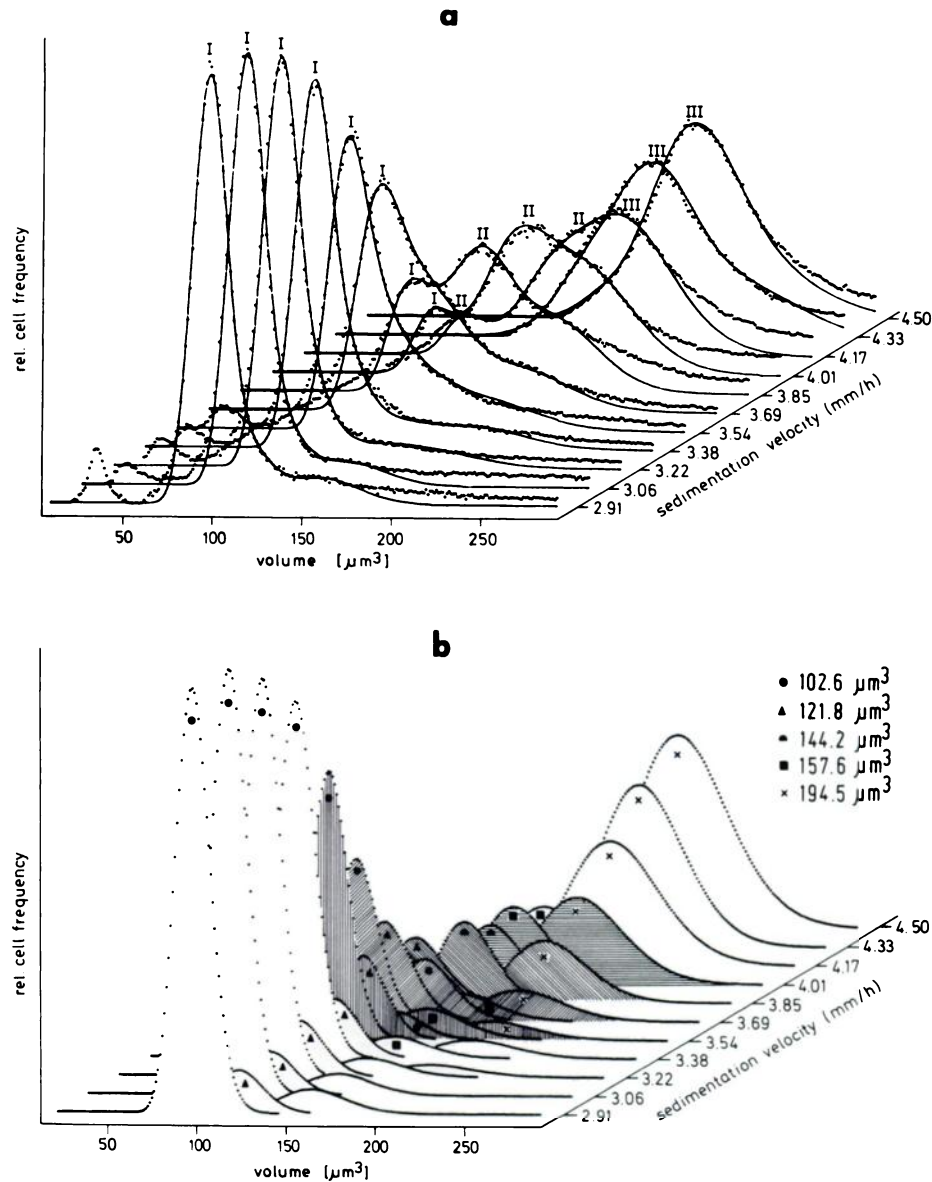 a
I I I I I I I I
II II II II
III III III
rel. cell frequency
50 100 150 200 250
volume [μm3]
2.91
3.06
3.22
3.38
3.54
3.69
3.85
4.01
4.17
4.33
4.50
sedimentation velocity (mm/h)
b
● 102.6 μm3
▲ 121.8 μm3
144.2 μm3
■ 157.6 μm3
× 194.5 μm3
rel. cell frequency
50 100 150 200 250
volume [μm3]
2.91
3.06
3.22
3.38
3.54
3.69
3.85
4.01
4.17
4.33
4.50
sedimentation velocity (mm/h)